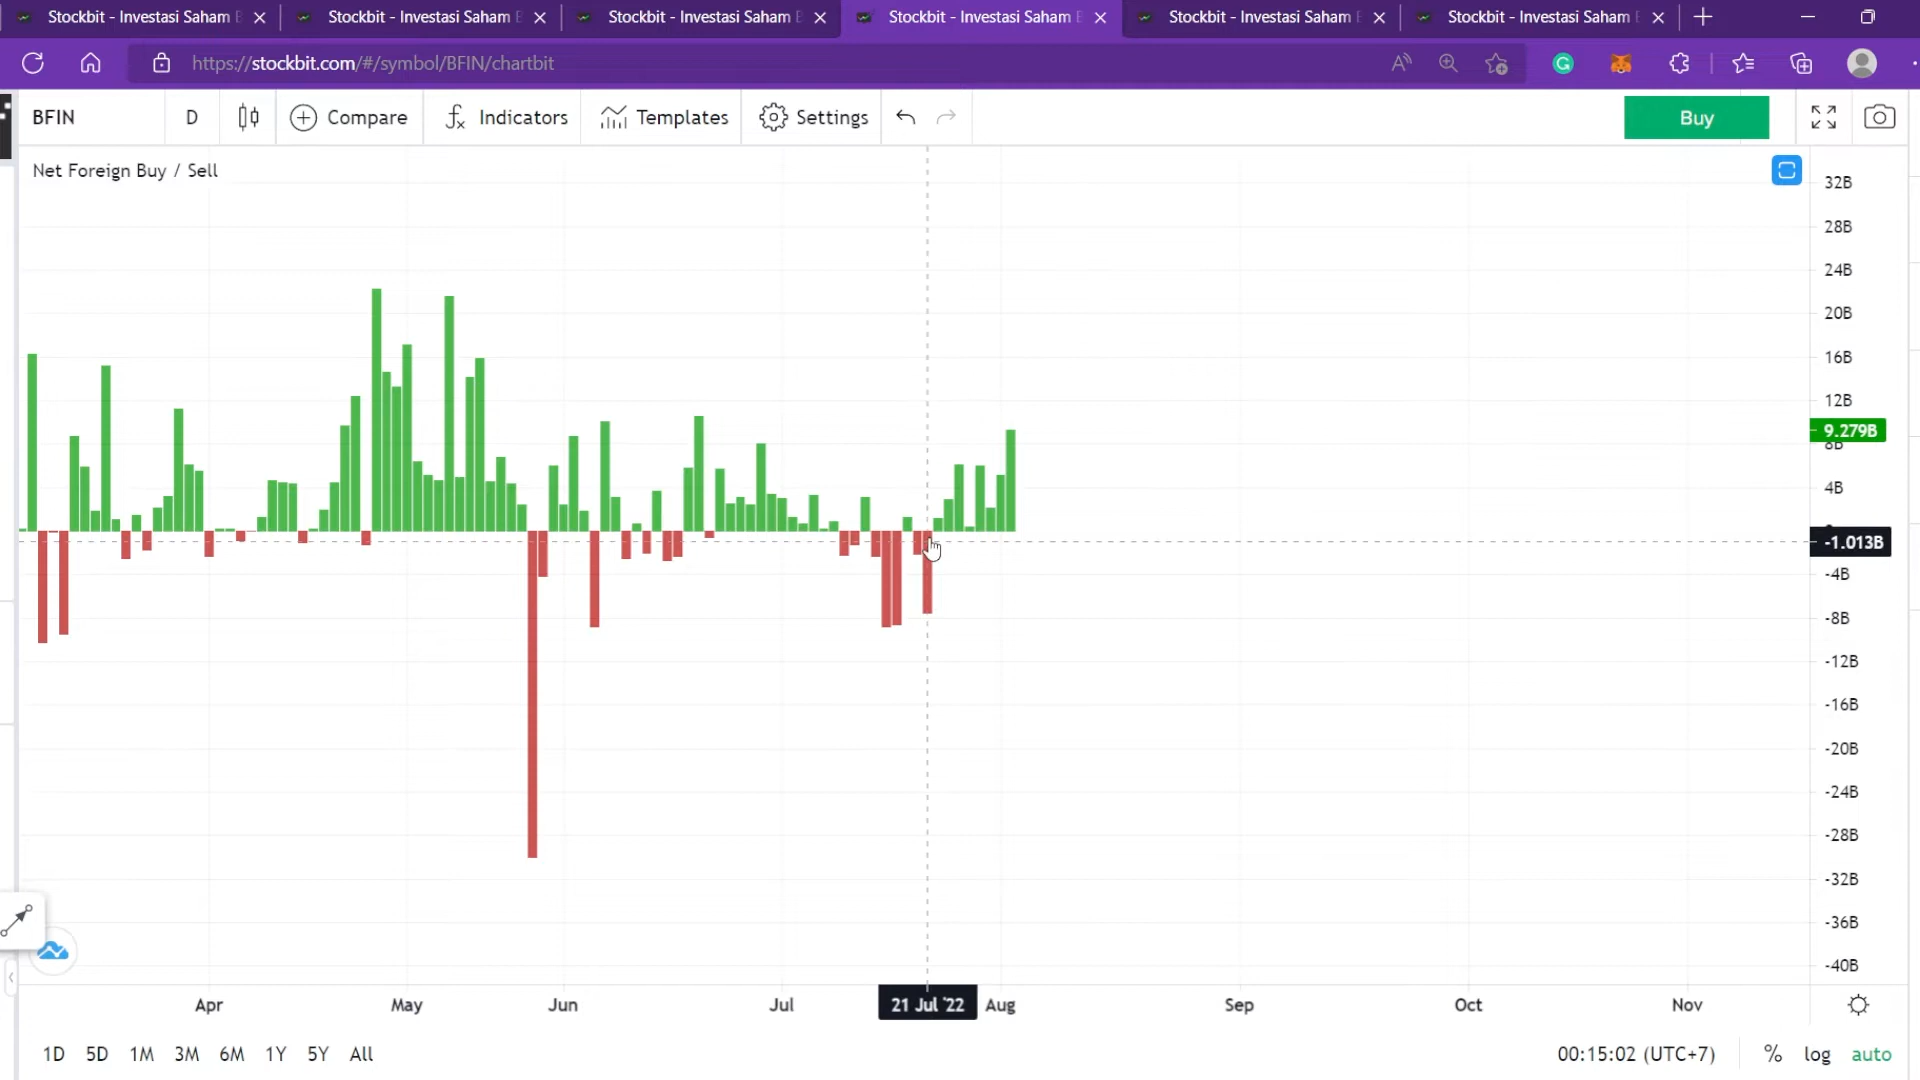 Stockbit - Investasi Saham B
Stockbit - Investasi Saham B
Stockbit - Investasi Saham B
Stockbit - Investasi Saham B
Stockbit - Investasi Saham B
Stockbit - Investasi Saham B
https://stockbit.com/#/symbol/BFIN/chartbit
BFIN
D
Compare
Indicators
Templates
Settings
Buy
Net Foreign Buy / Sell
32B
28B
24B
20B
16B
12B
9.279B
8B
4B
-1.013B
-4B
-8B
-12B
-16B
-20B
-24B
-28B
-32B
-36B
-40B
Apr
May
Jun
Jul
21 Jul '22
Aug
Sep
Oct
Nov
1D
5D
1M
3M
6M
1Y
5Y
All
00:15:02 (UTC+7)
%
log
auto